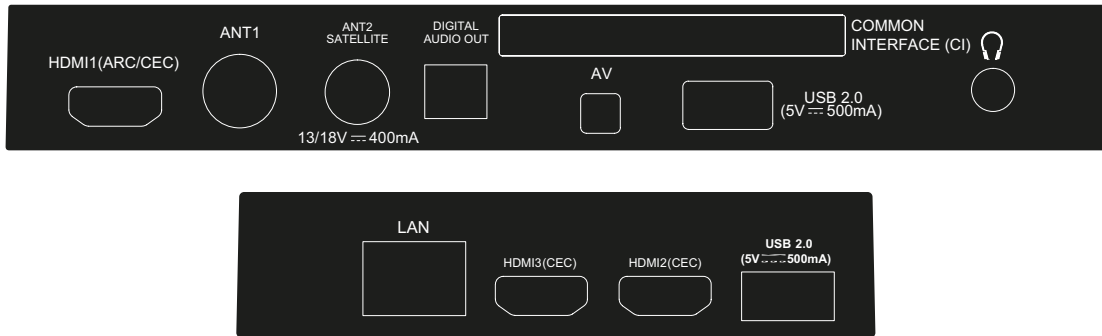 HDMI1(ARC/CEC)
ANT1
ANT2
SATELLITE
13/18V ⎓ 400mA
DIGITAL
AUDIO OUT
COMMON
INTERFACE (CI)
AV
USB 2.0
(5V ⎓ 500mA)
LAN
HDMI3(CEC)
HDMI2(CEC)
USB 2.0
(5V ⎓ 500mA)